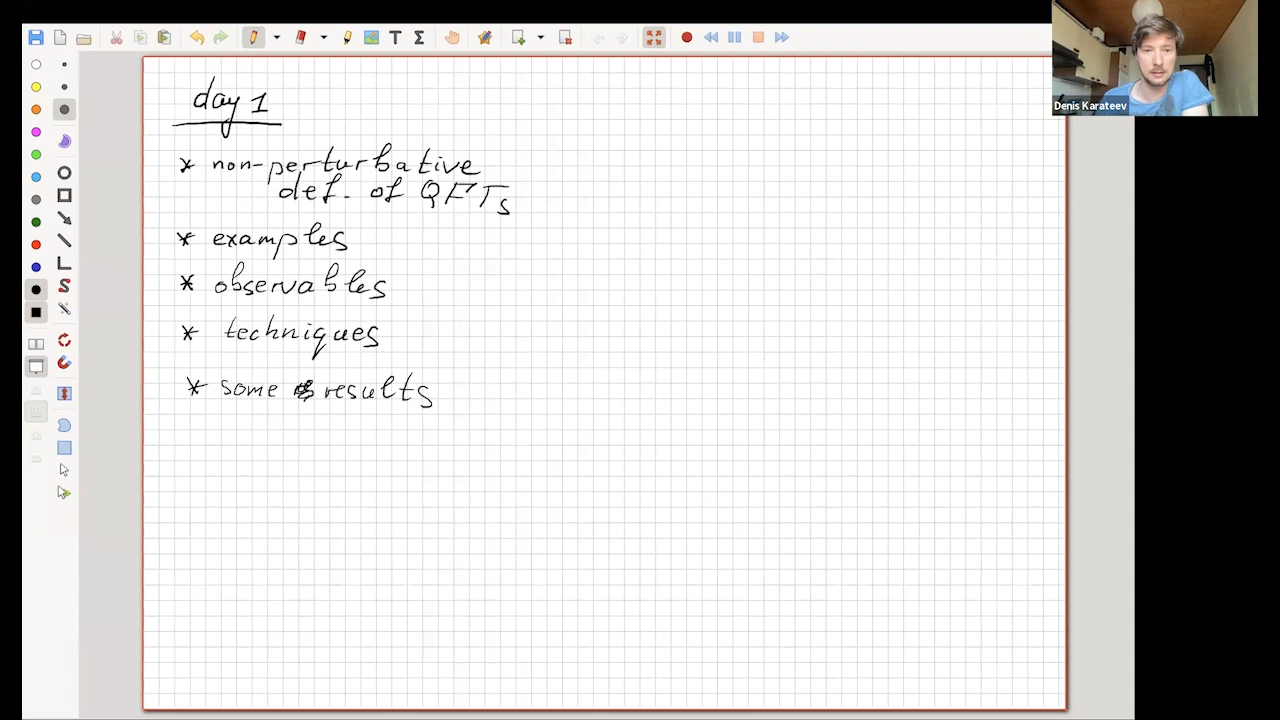 Denis Karateev
day 1
* non-perturbative
def. of QFTs
* examples
* observables
* techniques
* some results